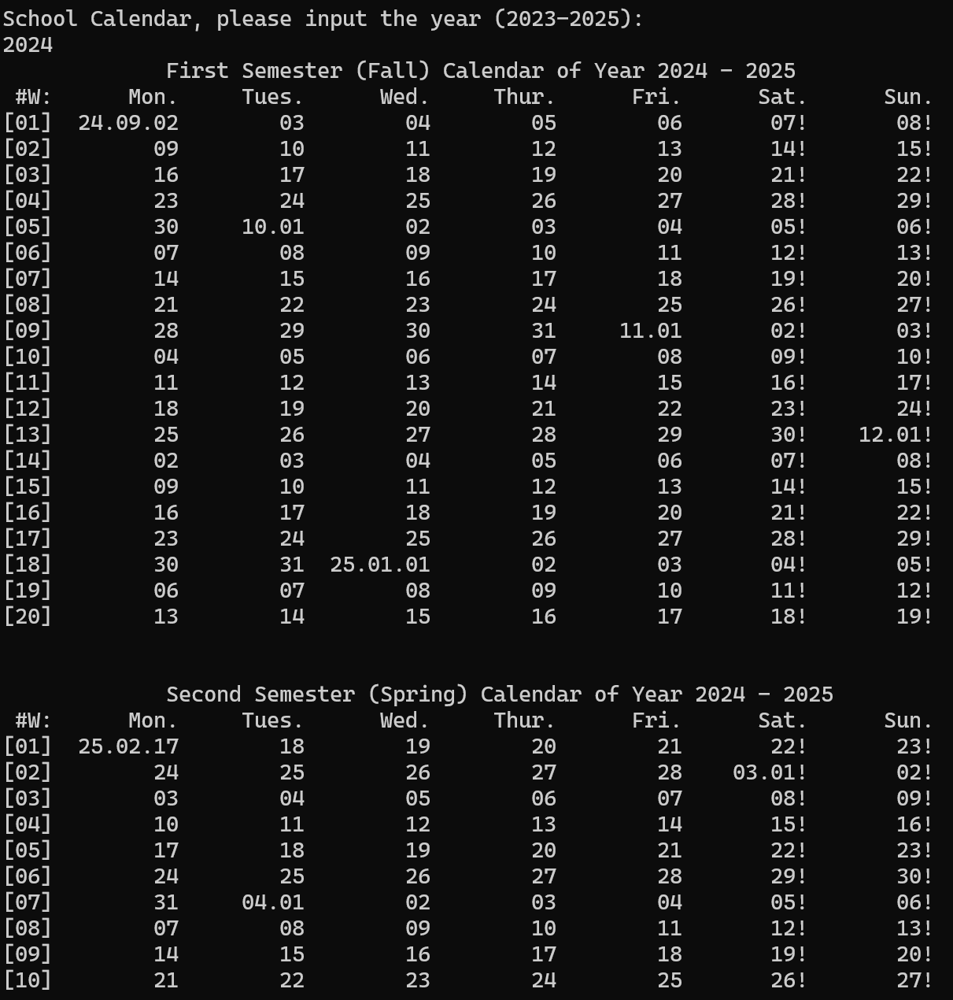 School Calendar, please input the year (2023-2025):
2024
First Semester (Fall) Calendar of Year 2024 - 2025
#W: Mon. Tues. Wed. Thur. Fri. Sat. Sun.
[01] 24.09.02 03 04 05 06 07! 08!
[02] 09 10 11 12 13 14! 15!
[03] 16 17 18 19 20 21! 22!
[04] 23 24 25 26 27 28! 29!
[05] 30 10.01 02 03 04 05! 06!
[06] 07 08 09 10 11 12! 13!
[07] 14 15 16 17 18 19! 20!
[08] 21 22 23 24 25 26! 27!
[09] 28 29 30 31 11.01 02! 03!
[10] 04 05 06 07 08 09! 10!
[11] 11 12 13 14 15 16! 17!
[12] 18 19 20 21 22 23! 24!
[13] 25 26 27 28 29 30! 12.01!
[14] 02 03 04 05 06 07! 08!
[15] 09 10 11 12 13 14! 15!
[16] 16 17 18 19 20 21! 22!
[17] 23 24 25 26 27 28! 29!
[18] 30 31 25.01.01 02 03 04! 05!
[19] 06 07 08 09 10 11! 12!
[20] 13 14 15 16 17 18! 19!
Second Semester (Spring) Calendar of Year 2024 - 2025
#W: Mon. Tues. Wed. Thur. Fri. Sat. Sun.
[01] 25.02.17 18 19 20 21 22! 23!
[02] 24 25 26 27 28 03.01! 02!
[03] 03 04 05 06 07 08! 09!
[04] 10 11 12 13 14 15! 16!
[05] 17 18 19 20 21 22! 23!
[06] 24 25 26 27 28 29! 30!
[07] 31 04.01 02 03 04 05! 06!
[08] 07 08 09 10 11 12! 13!
[09] 14 15 16 17 18 19! 20!
[10] 21 22 23 24 25 26! 27!